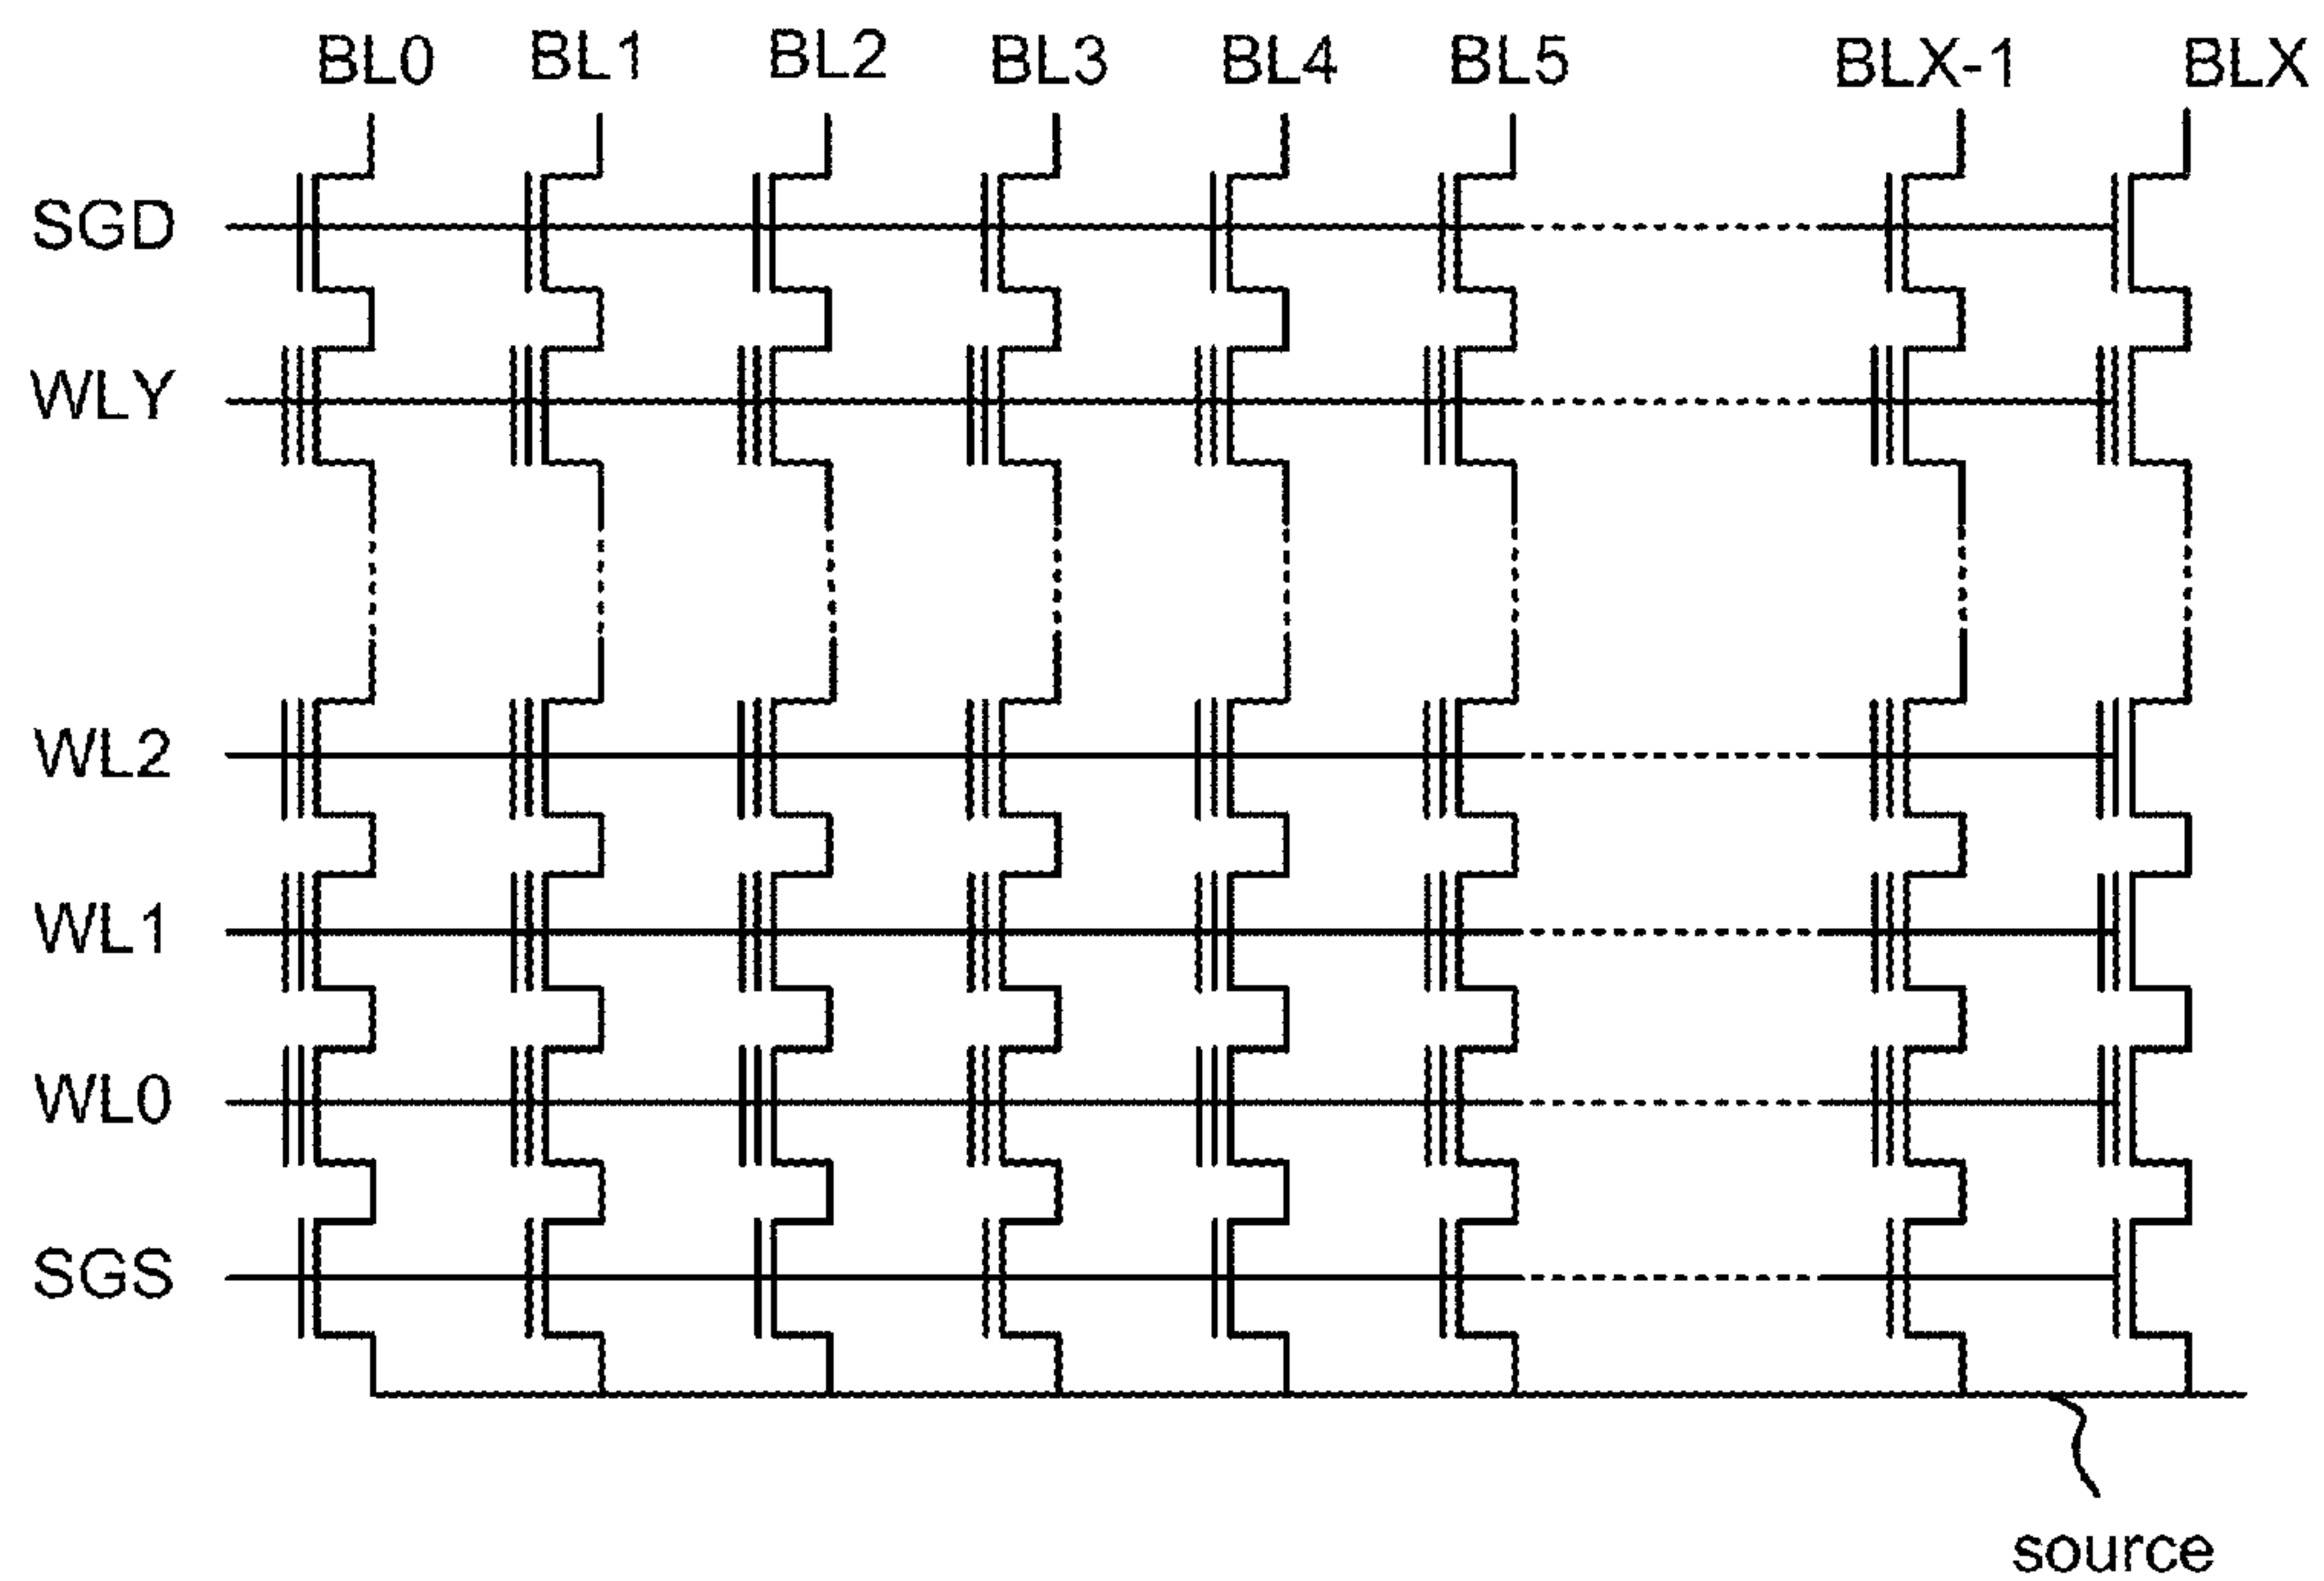 BL0 BL1 BL2 BL3 BL4 BL5 BLX-1 BLX
SGD
WLY
WL2
WL1
WL0
SGS
source